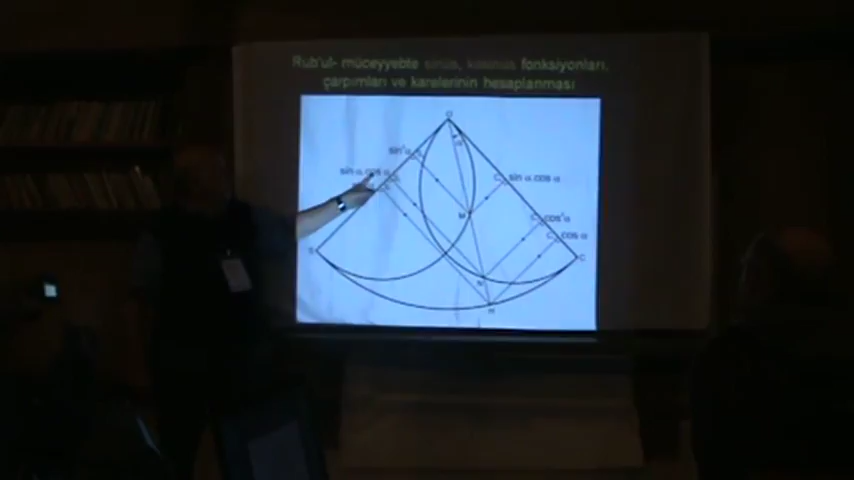 Rub'ul- müceyyebte sinüs, kosinüs fonksiyonları,
çarpımları ve karelerinin hesaplanması
O
α
sin²α
sin α.cos α
C sin α.cos α
M
C cos²α
C cos α
S
C
N
H